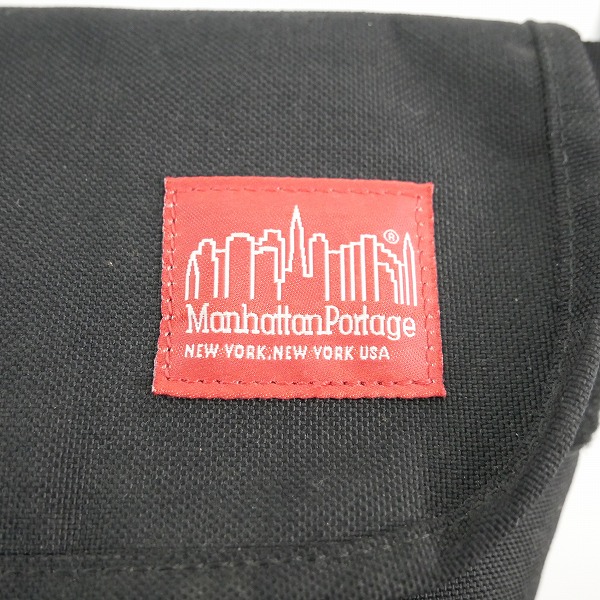 ®
ManhattanPortage
NEW YORK, NEW YORK USA